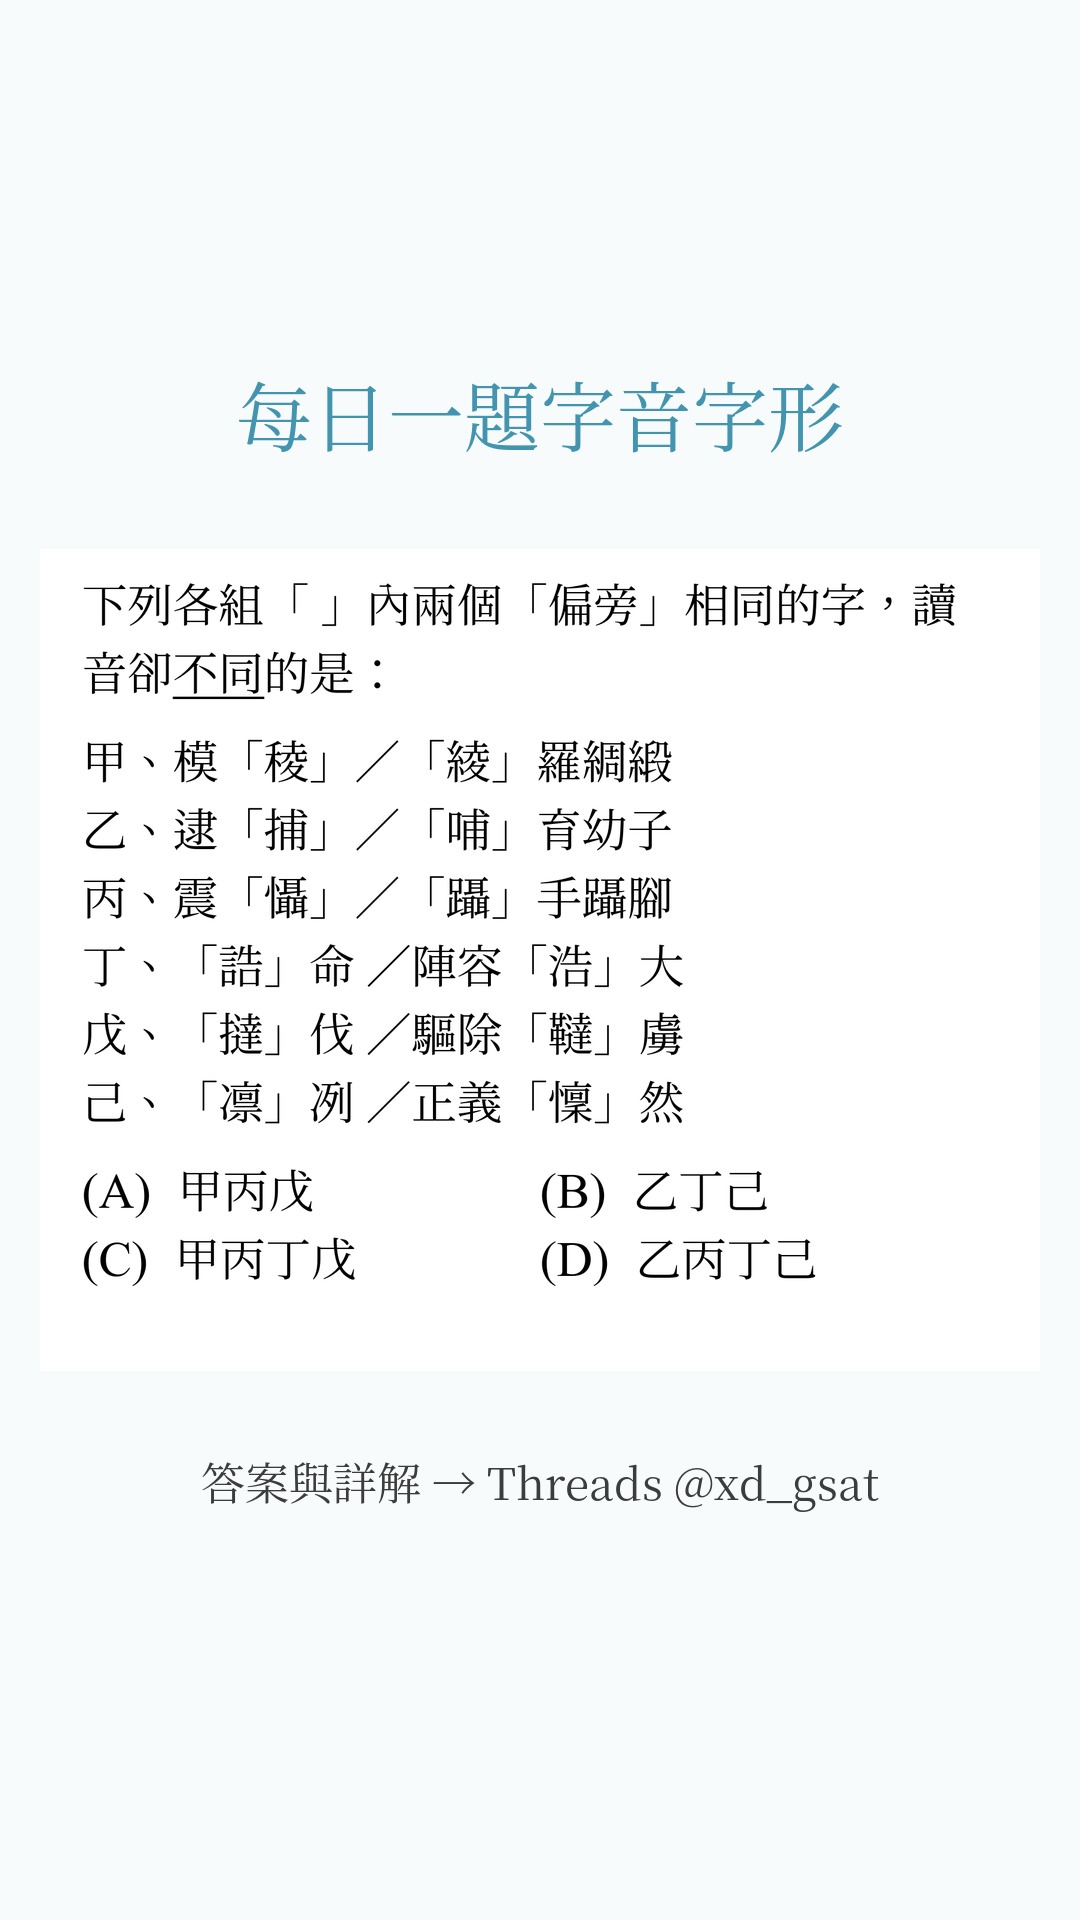 每日一題字音字形
下列各組「 」內兩個「偏旁」相同的字，讀
音卻不同的是：
甲、模「稜」／「綾」羅綢緞
乙、逮「捕」／「哺」育幼子
丙、震「懾」／「躡」手躡腳
丁、「誥」命／陣容「浩」大
戊、「撻」伐／驅除「韃」虜
己、「凛」冽／正義「懍」然
(A) 甲丙戊 (B) 乙丁己
(C) 甲丙丁戊 (D) 乙丙丁己
答案與詳解 → Threads @xd_gsat